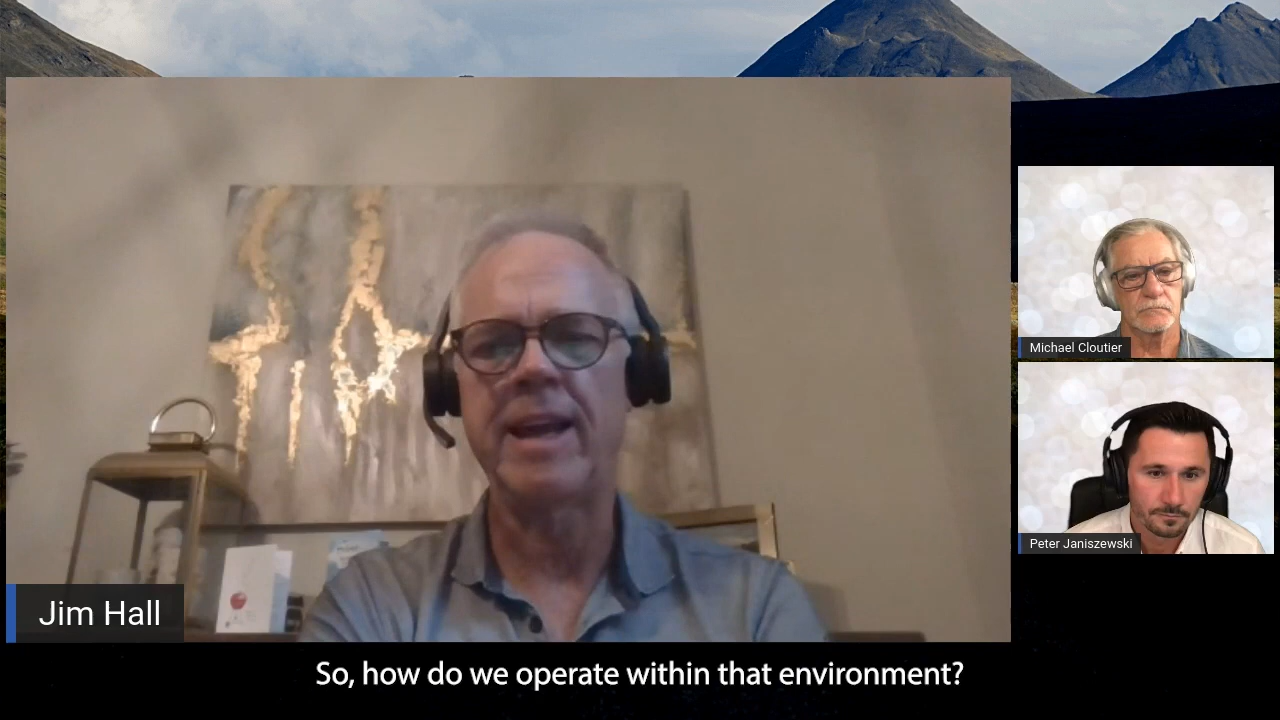 Michael Cloutier
Peter Janiszewski
Jim Hall
So, how do we operate within that environment?